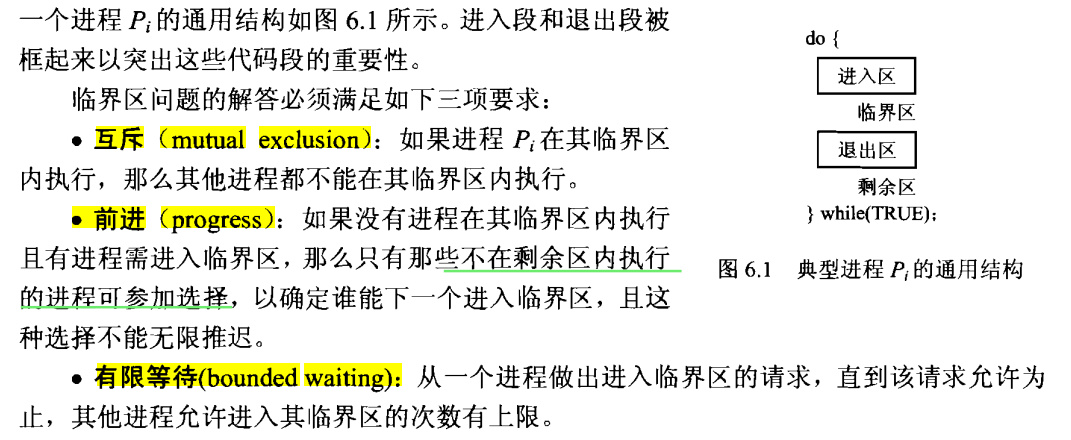 一个进程 Pi 的通用结构如图 6.1 所示。进入段和退出段被
框起来以突出这些代码段的重要性。
临界区问题的解答必须满足如下三项要求：
• 互斥（mutual exclusion）：如果进程 Pi 在其临界区
内执行，那么其他进程都不能在其临界区内执行。
• 前进（progress）：如果没有进程在其临界区内执行
且有进程需进入临界区，那么只有那些不在剩余区内执行
的进程可参加选择，以确定谁能下一个进入临界区，且这
种选择不能无限推迟。
• 有限等待(bounded waiting)：从一个进程做出进入临界区的请求，直到该请求允许为
止，其他进程允许进入其临界区的次数有上限。
do {
进入区
临界区
退出区
剩余区
} while(TRUE);
图 6.1 典型进程 Pi 的通用结构